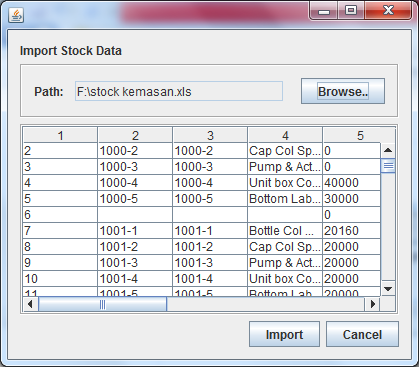 Import Stock Data
Path: F:\stock kemasan.xls Browse..
1 2 3 4 5
2 1000-2 1000-2 Cap Col Sp... 0
3 1000-3 1000-3 Pump & Act... 0
4 1000-4 1000-4 Unit box Co... 40000
5 1000-5 1000-5 Bottom Lab... 30000
6 0
7 1001-1 1001-1 Bottle Col ... 20160
8 1001-2 1001-2 Cap Col Sp... 20000
9 1001-3 1001-3 Pump & Act... 20000
10 1001-4 1001-4 Unit box Co... 20000
11 1001-5 1001-5 Bottom Lab... 20000
Import Cancel